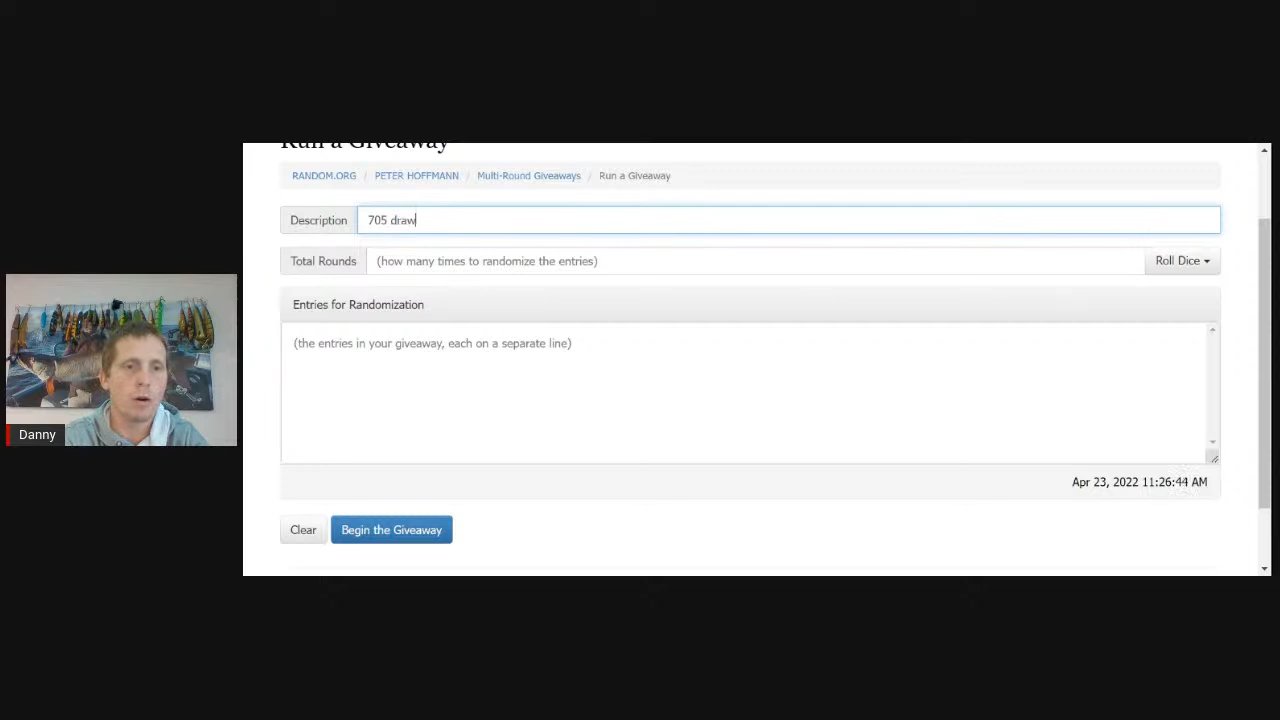 Run a Giveaway
RANDOM.ORG / PETER HOFFMANN / Multi-Round Giveaways / Run a Giveaway
Description 705 draw
Total Rounds (how many times to randomize the entries) Roll Dice
Entries for Randomization
(the entries in your giveaway, each on a separate line)
Danny
Apr 23, 2022 11:26:44 AM
Clear Begin the Giveaway